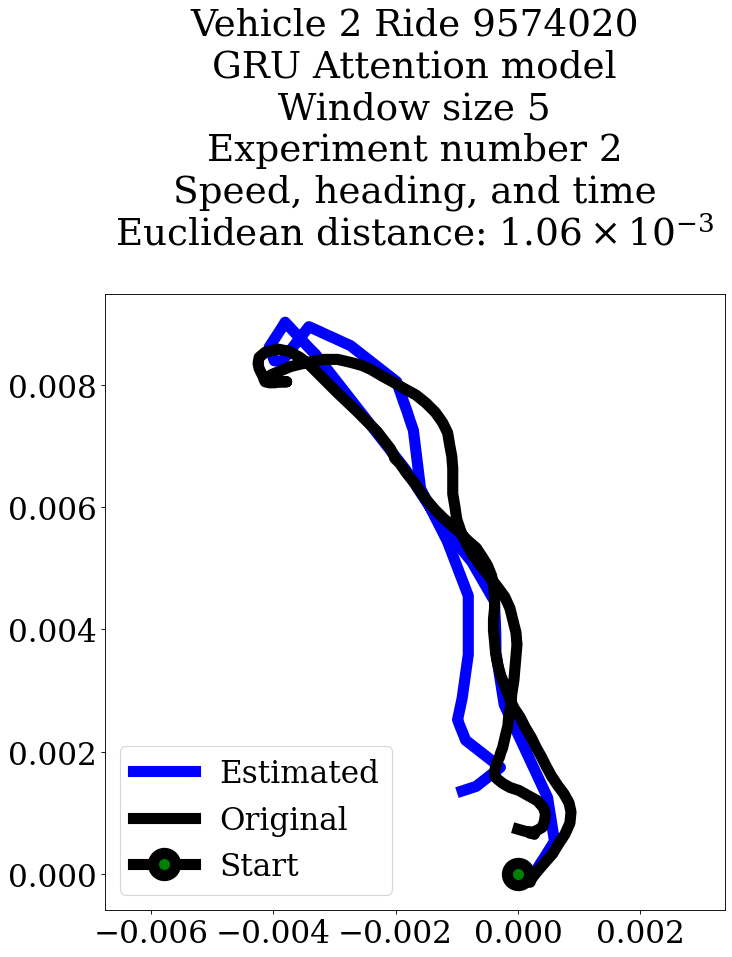 Vehicle 2 Ride 9574020
GRU Attention model
Window size 5
Experiment number 2
Speed, heading, and time
Euclidean distance: 1.06 × 10⁻³
0.008
0.006
0.004
0.002
0.000
Estimated
Original
Start
−0.006 −0.004 −0.002 0.000 0.002